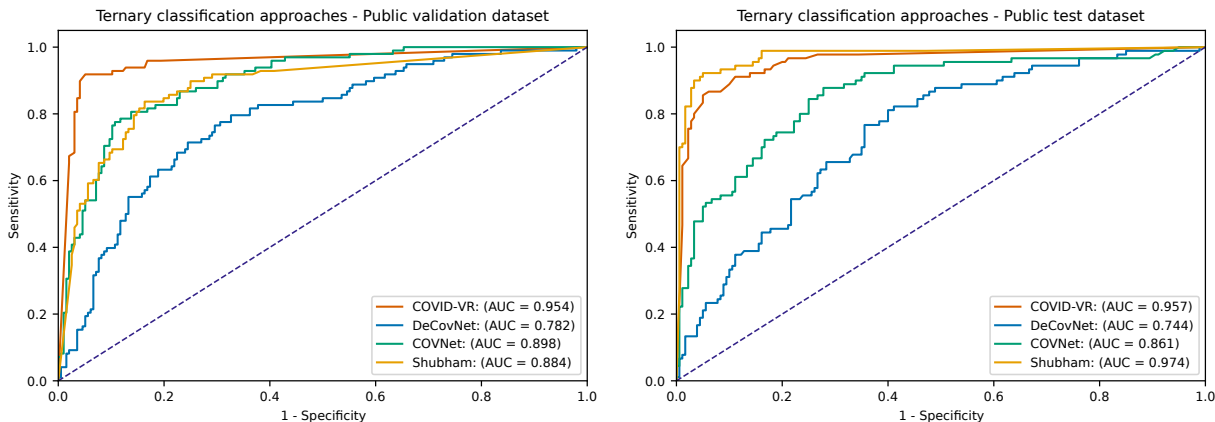 Ternary classification approaches - Public validation dataset
1.0
0.8
0.6
0.4
0.2
0.0
Sensitivity
COVID-VR: (AUC = 0.954)
DeCovNet: (AUC = 0.782)
COVNet: (AUC = 0.898)
Shubham: (AUC = 0.884)
0.0 0.2 0.4 0.6 0.8 1.0
1 - Specificity
Ternary classification approaches - Public test dataset
1.0
0.8
0.6
0.4
0.2
0.0
Sensitivity
COVID-VR: (AUC = 0.957)
DeCovNet: (AUC = 0.744)
COVNet: (AUC = 0.861)
Shubham: (AUC = 0.974)
0.0 0.2 0.4 0.6 0.8 1.0
1 - Specificity